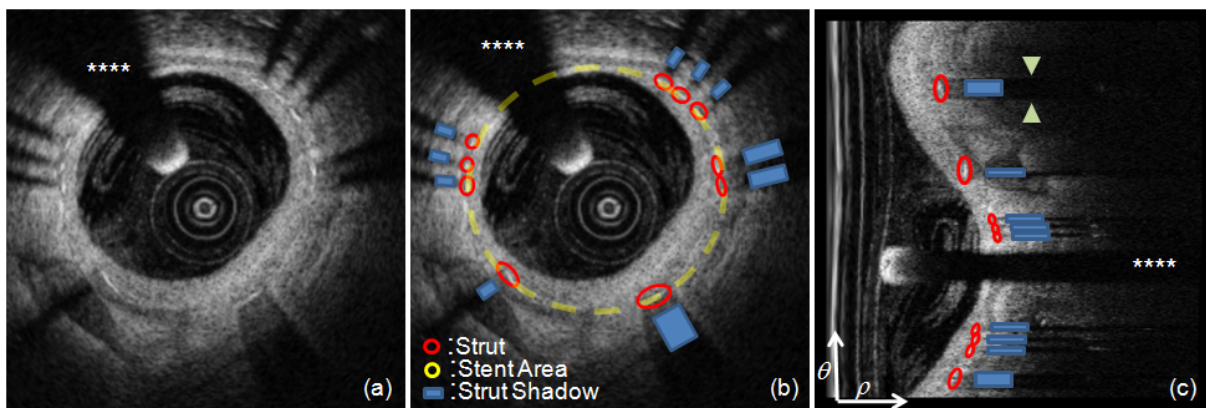 ****
(a)
****
:Strut
:Stent Area
:Strut Shadow
(b)
****
θ
ρ
(c)